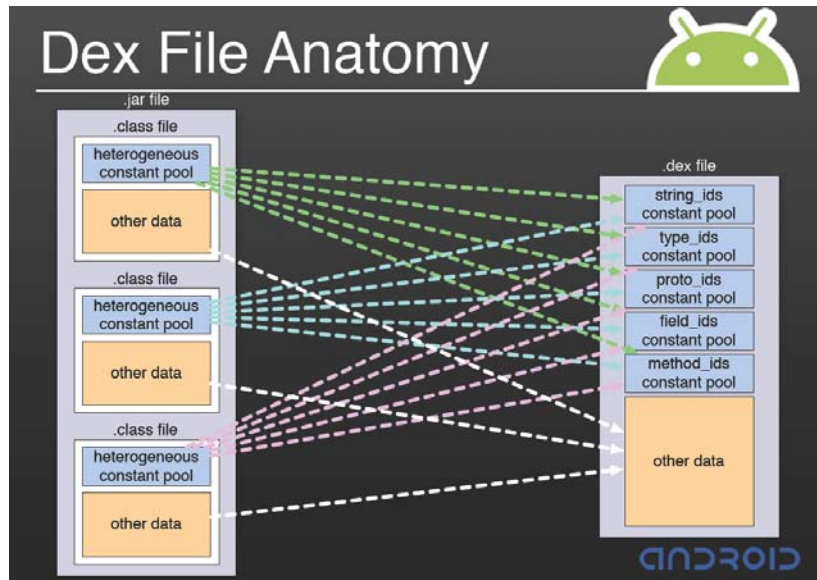 Dex File Anatomy
.jar file
.class file
heterogeneous
constant pool
other data
.class file
heterogeneous
constant pool
other data
.class file
heterogeneous
constant pool
other data
.dex file
string_ids
constant pool
type_ids
constant pool
proto_ids
constant pool
field_ids
constant pool
method_ids
constant pool
other data
ANDROID